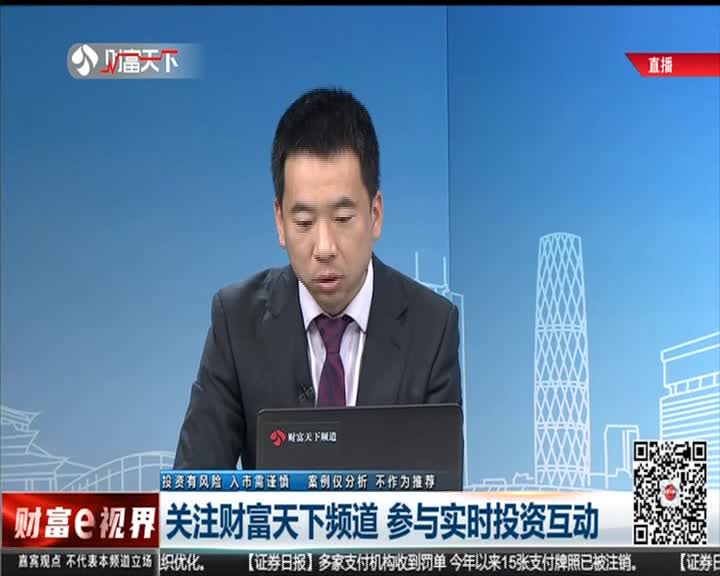 财富天下
直播
财富天下频道
投资有风险 入市需谨慎 案例仅分析 不作为推荐
财富e视界
关注财富天下频道 参与实时投资互动
嘉宾观点 不代表本频道立场
织优化。 【证券日报】多家支付机构收到罚单 今年以来15张支付牌照已被注销。 【证券日